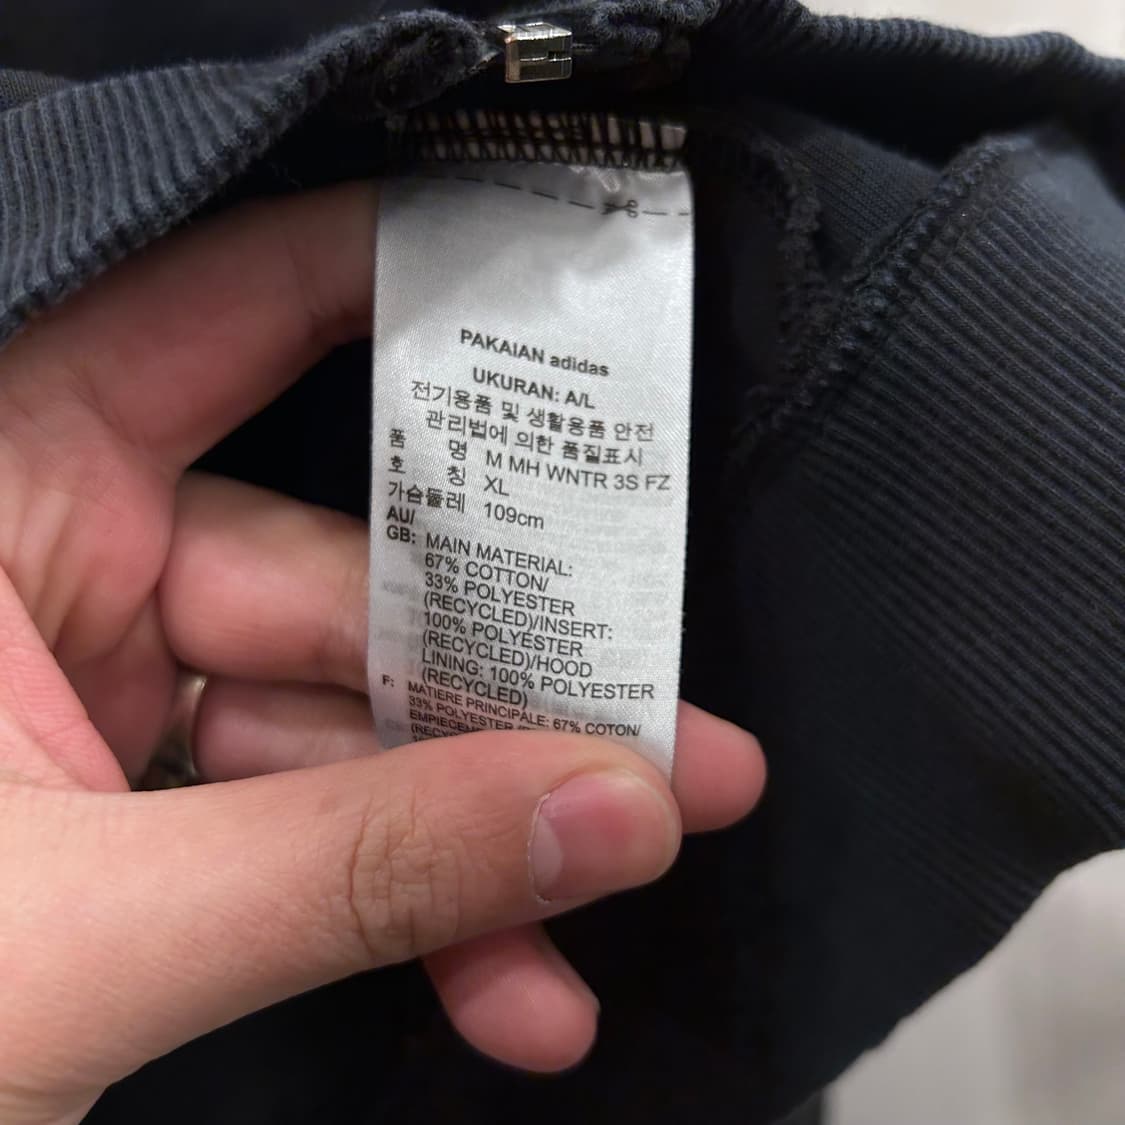 PAKAIAN adidas
UKURAN: A/L
전기용품 및 생활용품 안전
관리법에 의한 품질표시
품 명 M MH WNTR 3S FZ
호 칭 XL
가슴둘레 109cm
AU/
GB: MAIN MATERIAL:
67% COTTON/
33% POLYESTER
(RECYCLED)/INSERT:
100% POLYESTER
(RECYCLED)/HOOD
LINING: 100% POLYESTER
(RECYCLED)
F: MATIERE PRINCIPALE: 67% COTON/
33% POLYESTER